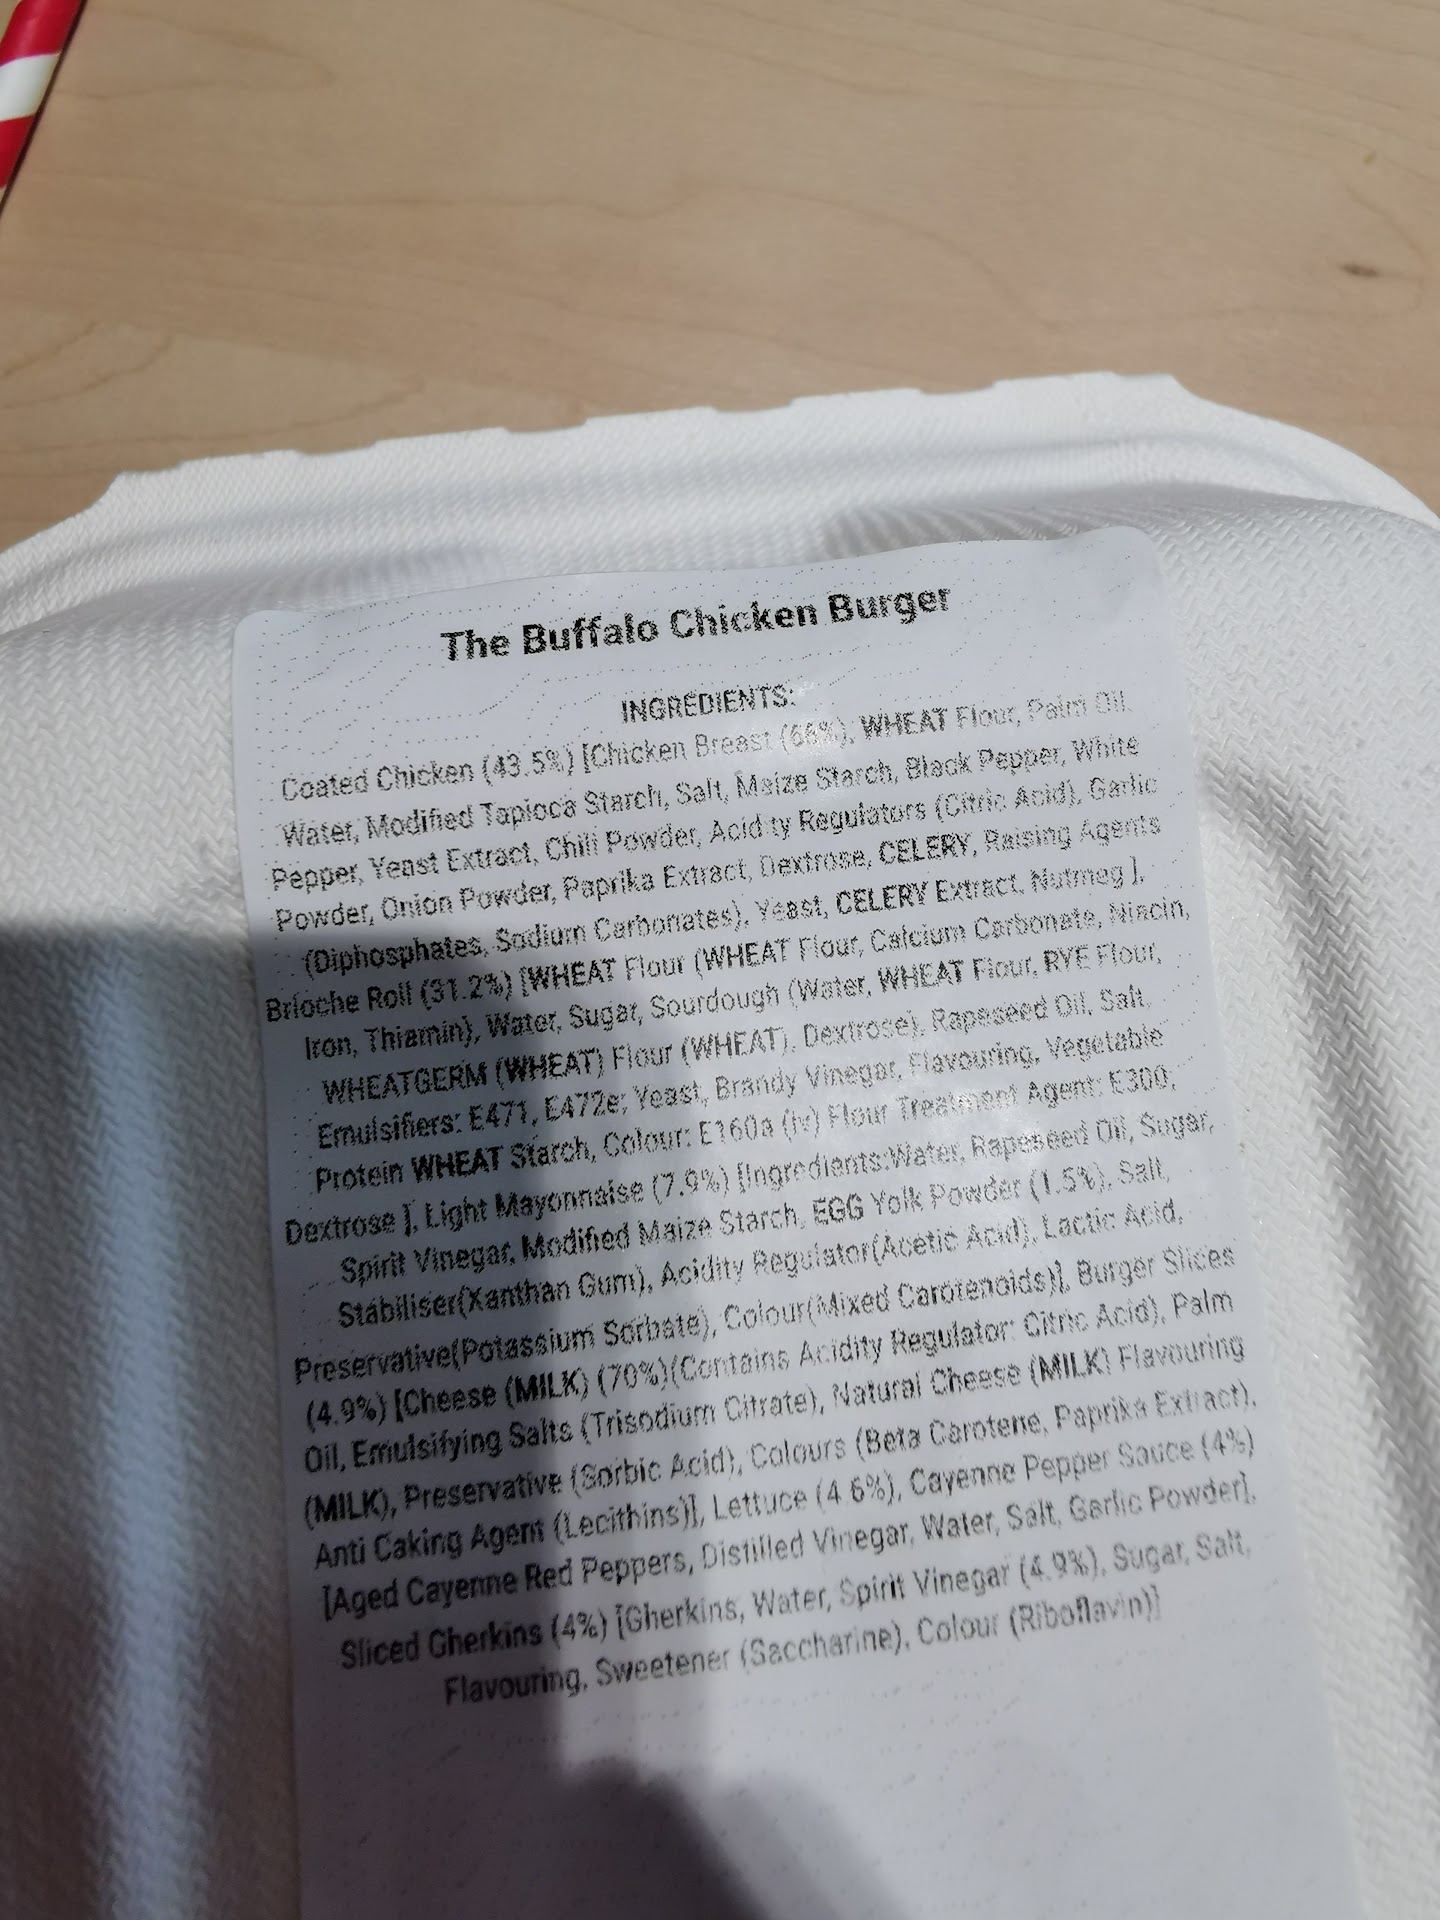 The Buffalo Chicken Burger
INGREDIENTS:
Coated Chicken (43.5%) [Chicken Breast (66%), WHEAT Flour, Palm Oil,
Water, Modified Tapioca Starch, Salt, Maize Starch, Black Pepper, White
Pepper, Yeast Extract, Chili Powder, Acidity Regulators (Citric Acid), Garlic
Powder, Onion Powder, Paprika Extract, Dextrose, CELERY, Raising Agents
(Diphosphates, Sodium Carbonates), Yeast, CELERY Extract, Nutmeg ],
Brioche Roll (31.2%) [WHEAT Flour (WHEAT Flour, Calcium Carbonate, Niacin,
Iron, Thiamin), Water, Sugar, Sourdough (Water, WHEAT Flour, RYE Flour,
WHEATGERM (WHEAT) Flour (WHEAT), Dextrose), Rapeseed Oil, Salt,
Emulsifiers: E471, E472e; Yeast, Brandy Vinegar, Flavouring, Vegetable
Protein WHEAT Starch, Colour: E160a (iv) Flour Treatment Agent: E300,
Dextrose ], Light Mayonnaise (7.9%) [Ingredients:Water, Rapeseed Oil, Sugar,
Spirit Vinegar, Modified Maize Starch, EGG Yolk Powder (1.5%), Salt,
Stabiliser(Xanthan Gum), Acidity Regulator(Acetic Acid), Lactic Acid,
Preservative(Potassium Sorbate), Colour(Mixed Carotenoids)], Burger Slices
(4.9%) [Cheese (MILK) (70%)(Contains Acidity Regulator: Citric Acid), Palm
Oil, Emulsifying Salts (Trisodium Citrate), Natural Cheese (MILK) Flavouring
(MILK), Preservative (Sorbic Acid), Colours (Beta Carotene, Paprika Extract),
Anti Caking Agent (Lecithins)], Lettuce (4.6%), Cayenne Pepper Sauce (4%)
[Aged Cayenne Red Peppers, Distilled Vinegar, Water, Salt, Garlic Powder],
Sliced Gherkins (4%) [Gherkins, Water, Spirit Vinegar (4.9%), Sugar, Salt,
Flavouring, Sweetener (Saccharine), Colour (Riboflavin)]